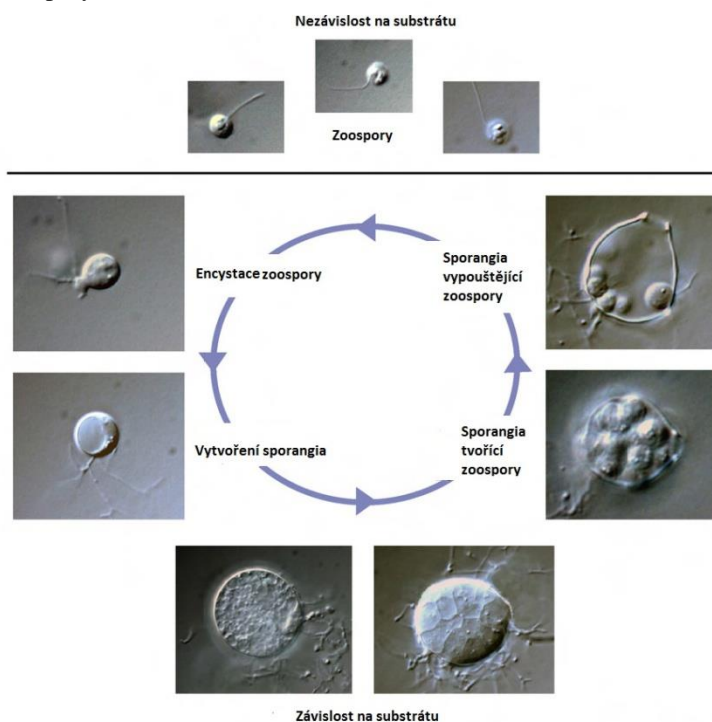 Nezávislost na substrátu
Zoospory
Encystace zoospory
Sporangia
vypouštějící
zoospory
Vytvoření sporangia
Sporangia
tvořící
zoospory
Závislost na substrátu